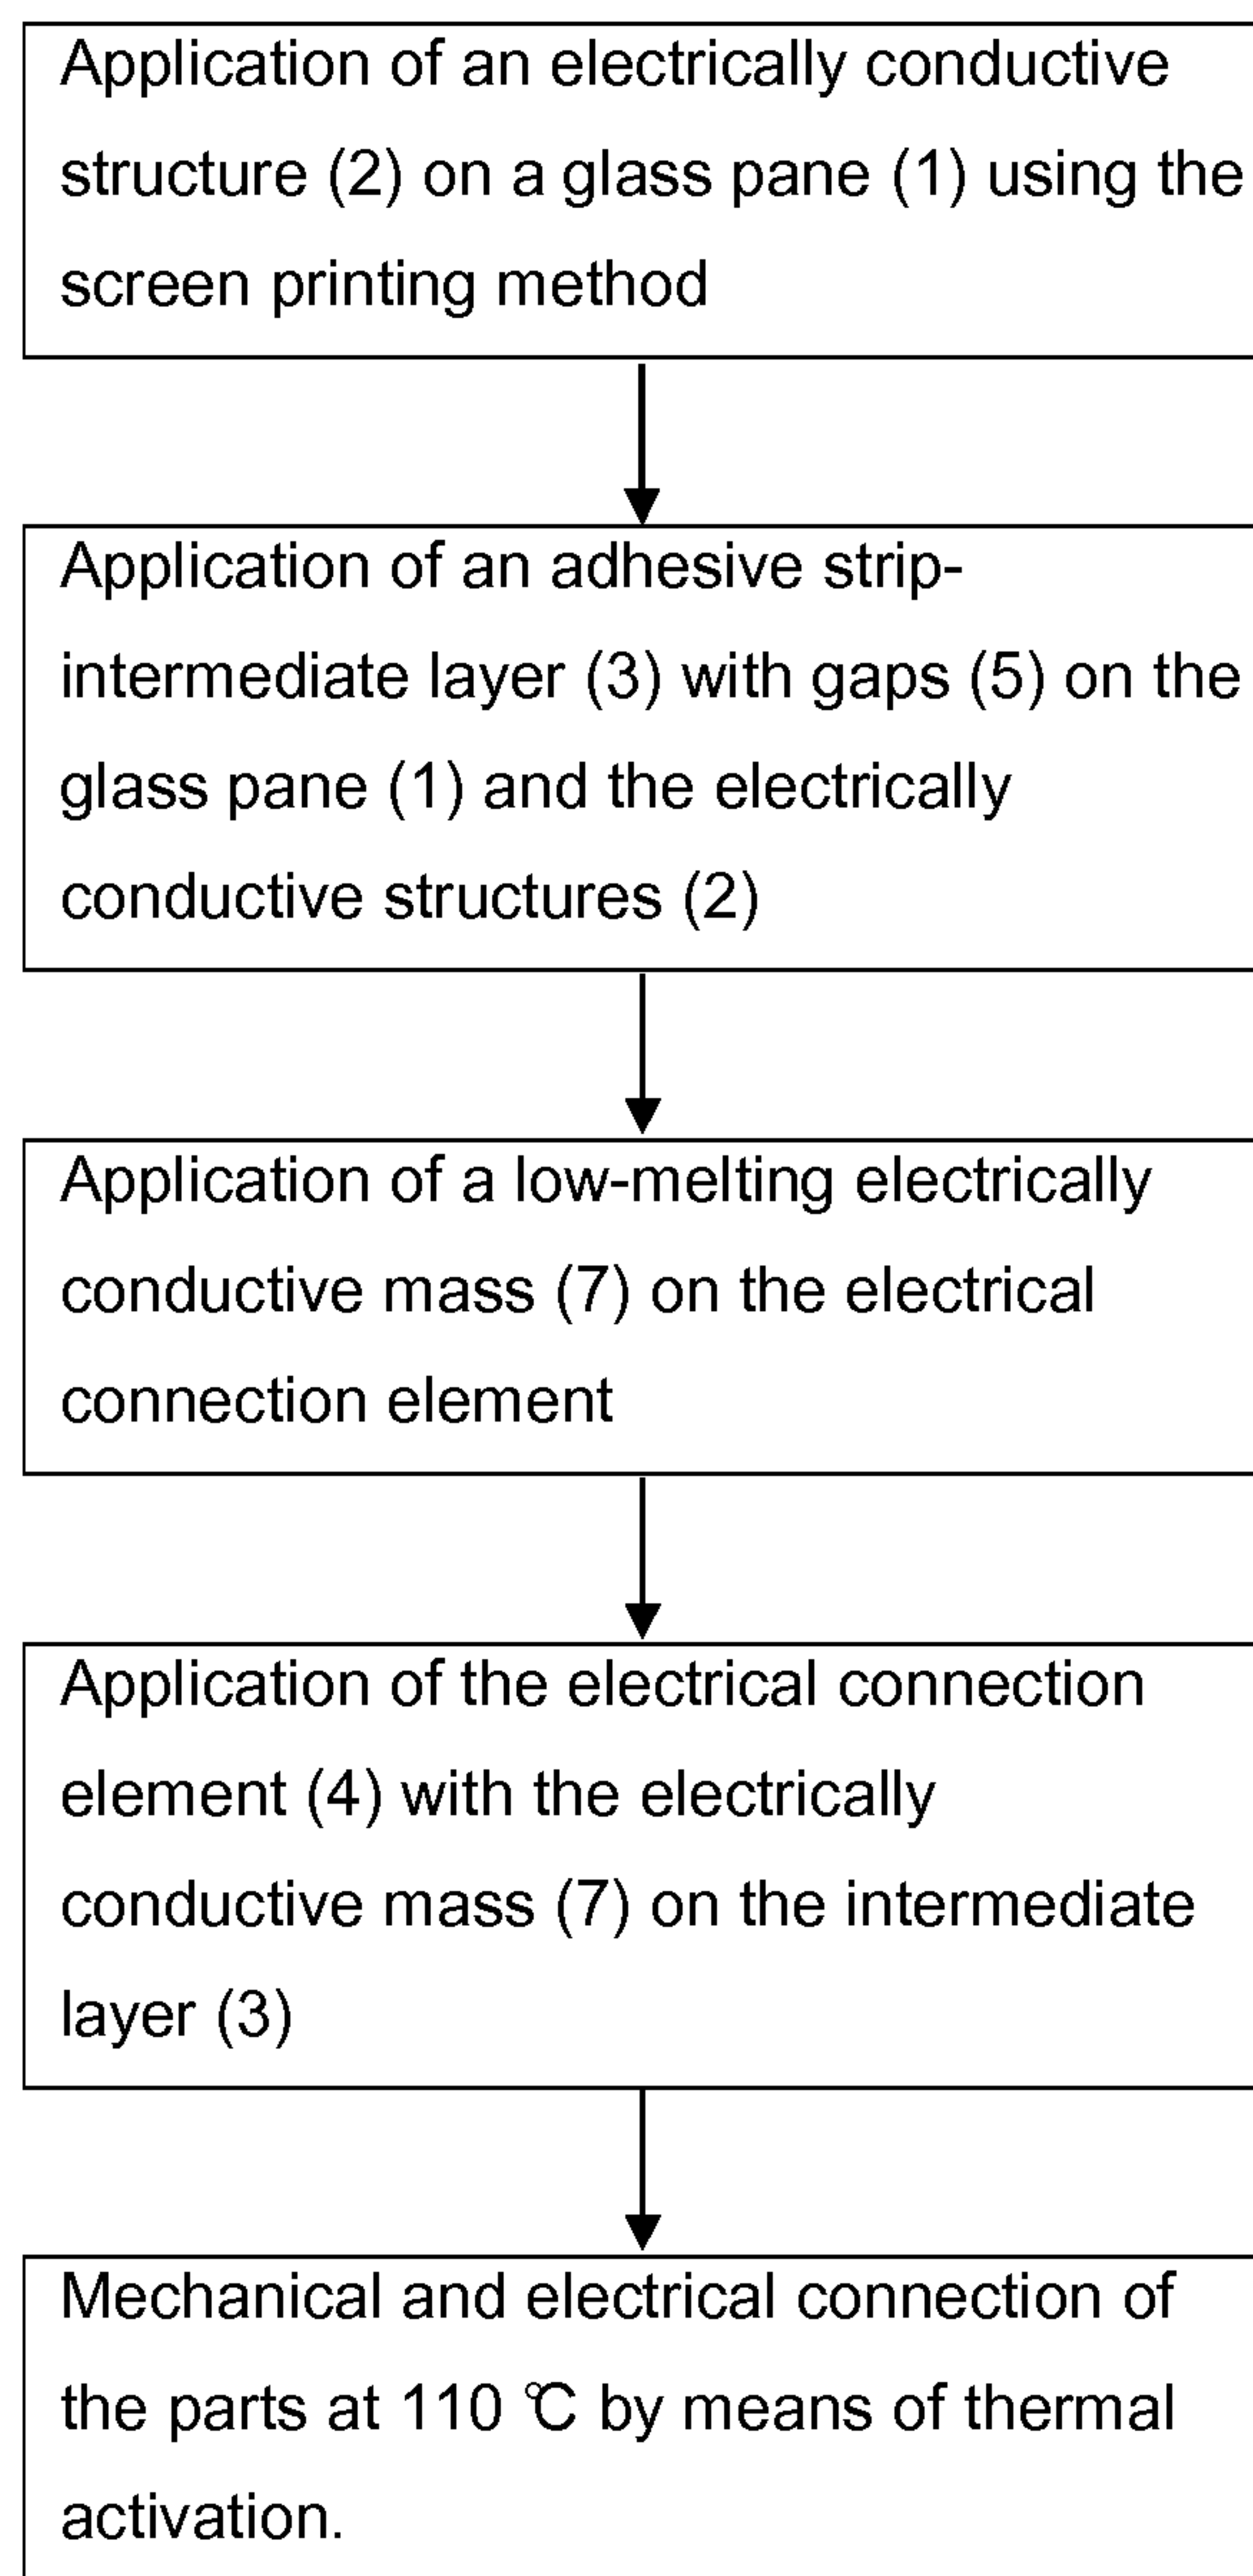 Application of an electrically conductive
structure (2) on a glass pane (1) using the
screen printing method
Application of an adhesive strip-
intermediate layer (3) with gaps (5) on the
glass pane (1) and the electrically
conductive structures (2)
Application of a low-melting electrically
conductive mass (7) on the electrical
connection element
Application of the electrical connection
element (4) with the electrically
conductive mass (7) on the intermediate
layer (3)
Mechanical and electrical connection of
the parts at 110 ℃ by means of thermal
activation.